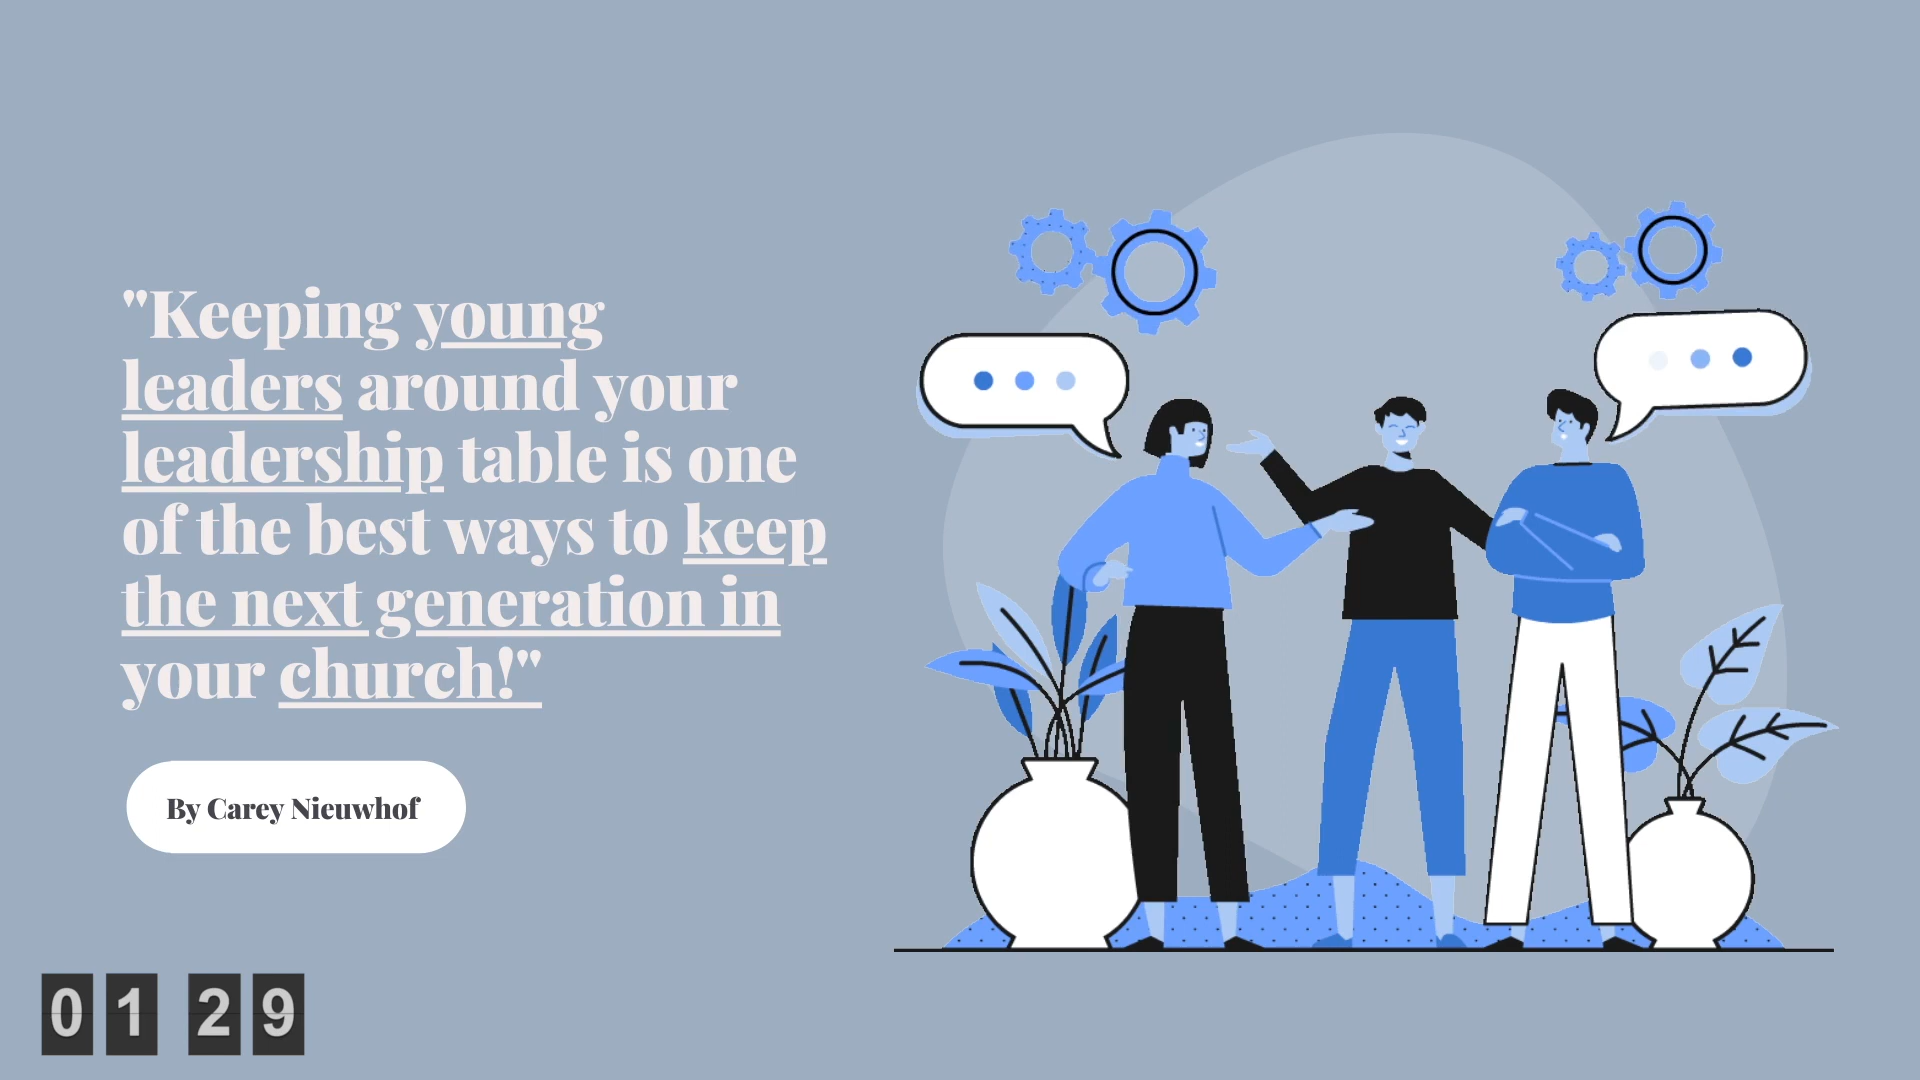 "Keeping young
leaders around your
leadership table is one
of the best ways to keep
the next generation in
your church!"
By Carey Nieuwhof
01 29